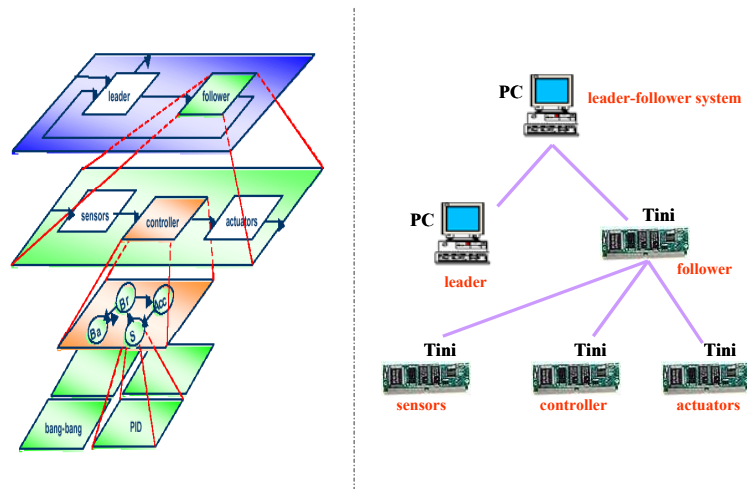 leader
follower
sensors
controller
actuators
Br
Acc
Ba
S
bang-bang
PID
PC
leader-follower system
PC
leader
Tini
follower
Tini
sensors
Tini
controller
Tini
actuators